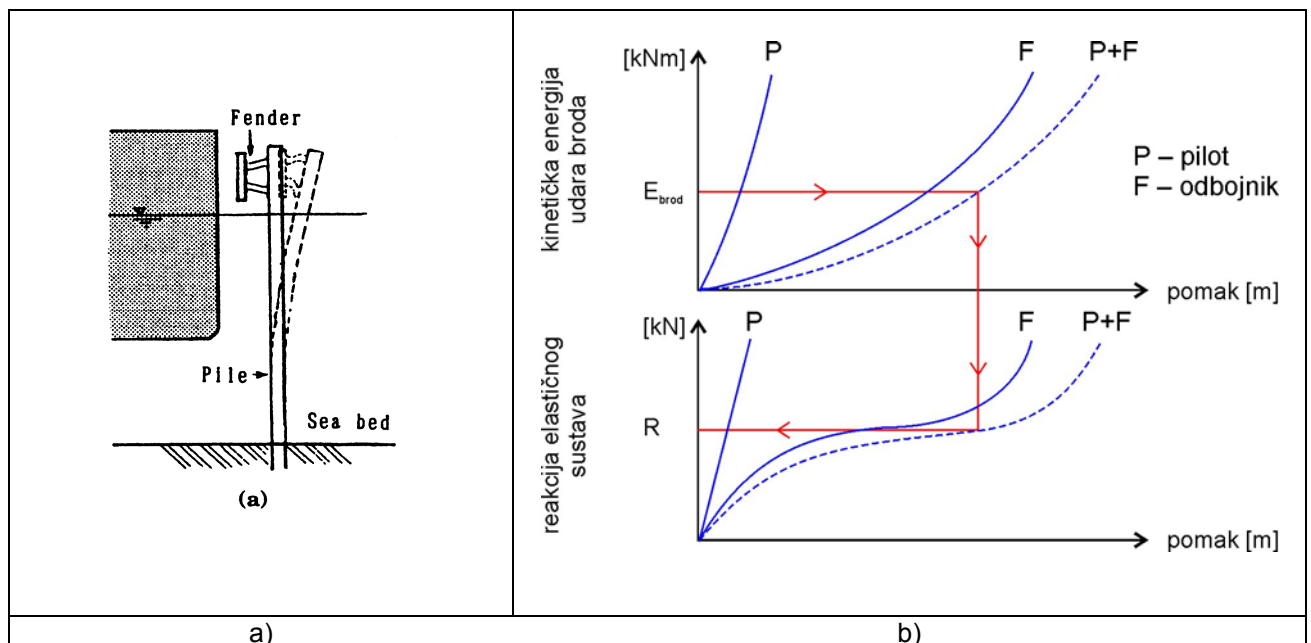 Fender
Pile
Sea bed
(a)
a)
[kNm]
P
F
P+F
kinetička energija
udara broda
E brod
P – pilot
F – odbojnik
pomak [m]
[kN]
P
F
P+F
reakcija elastičnog
sustava
R
pomak [m]
b)